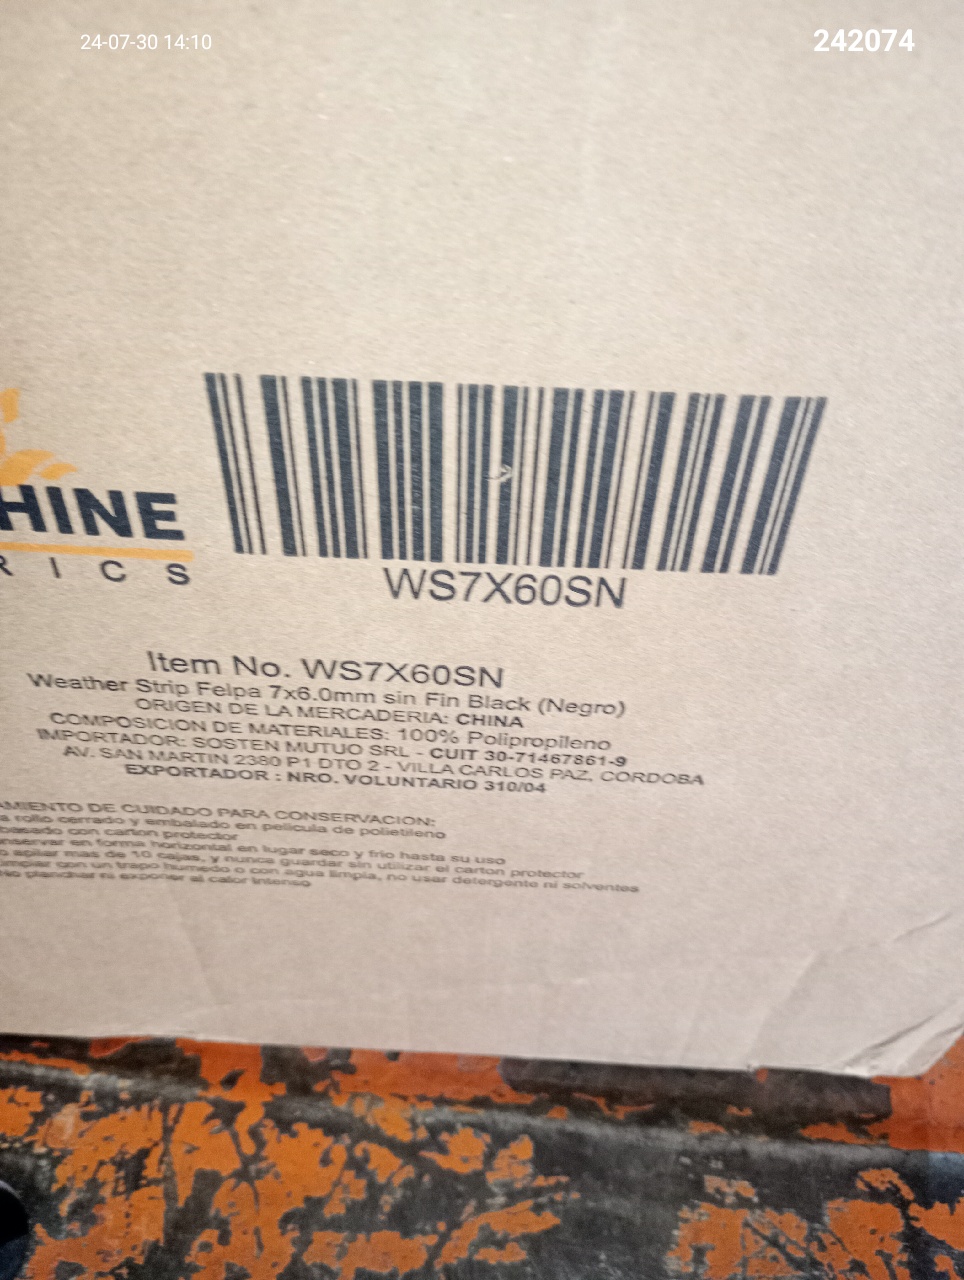 24-07-30 14:10
242074
HINE
RICS
WS7X60SN
Item No. WS7X60SN
Weather Strip Felpa 7x6.0mm sin Fin Black (Negro)
ORIGEN DE LA MERCADERIA: CHINA
COMPOSICION DE MATERIALES: 100% Polipropileno
IMPORTADOR: SOSTEN MUTUO SRL - CUIT 30-71467861-9
AV. SAN MARTIN 2380 P1 DTO 2 - VILLA CARLOS PAZ, CORDOBA
EXPORTADOR : NRO. VOLUNTARIO 310/04
AMIENTO DE CUIDADO PARA CONSERVACION:
a rollo cerrado y embalado en pelicula de polietileno
basado con carton protector
nservar en forma horizontal en lugar seco y frio hasta su uso
o apilar mas de 10 cajas, y nunca guardar sin utilizar el carton protector
impiar con un trapo humedo o con agua limpia, no usar detergente ni solventes
No planchar ni exponer al calor intenso